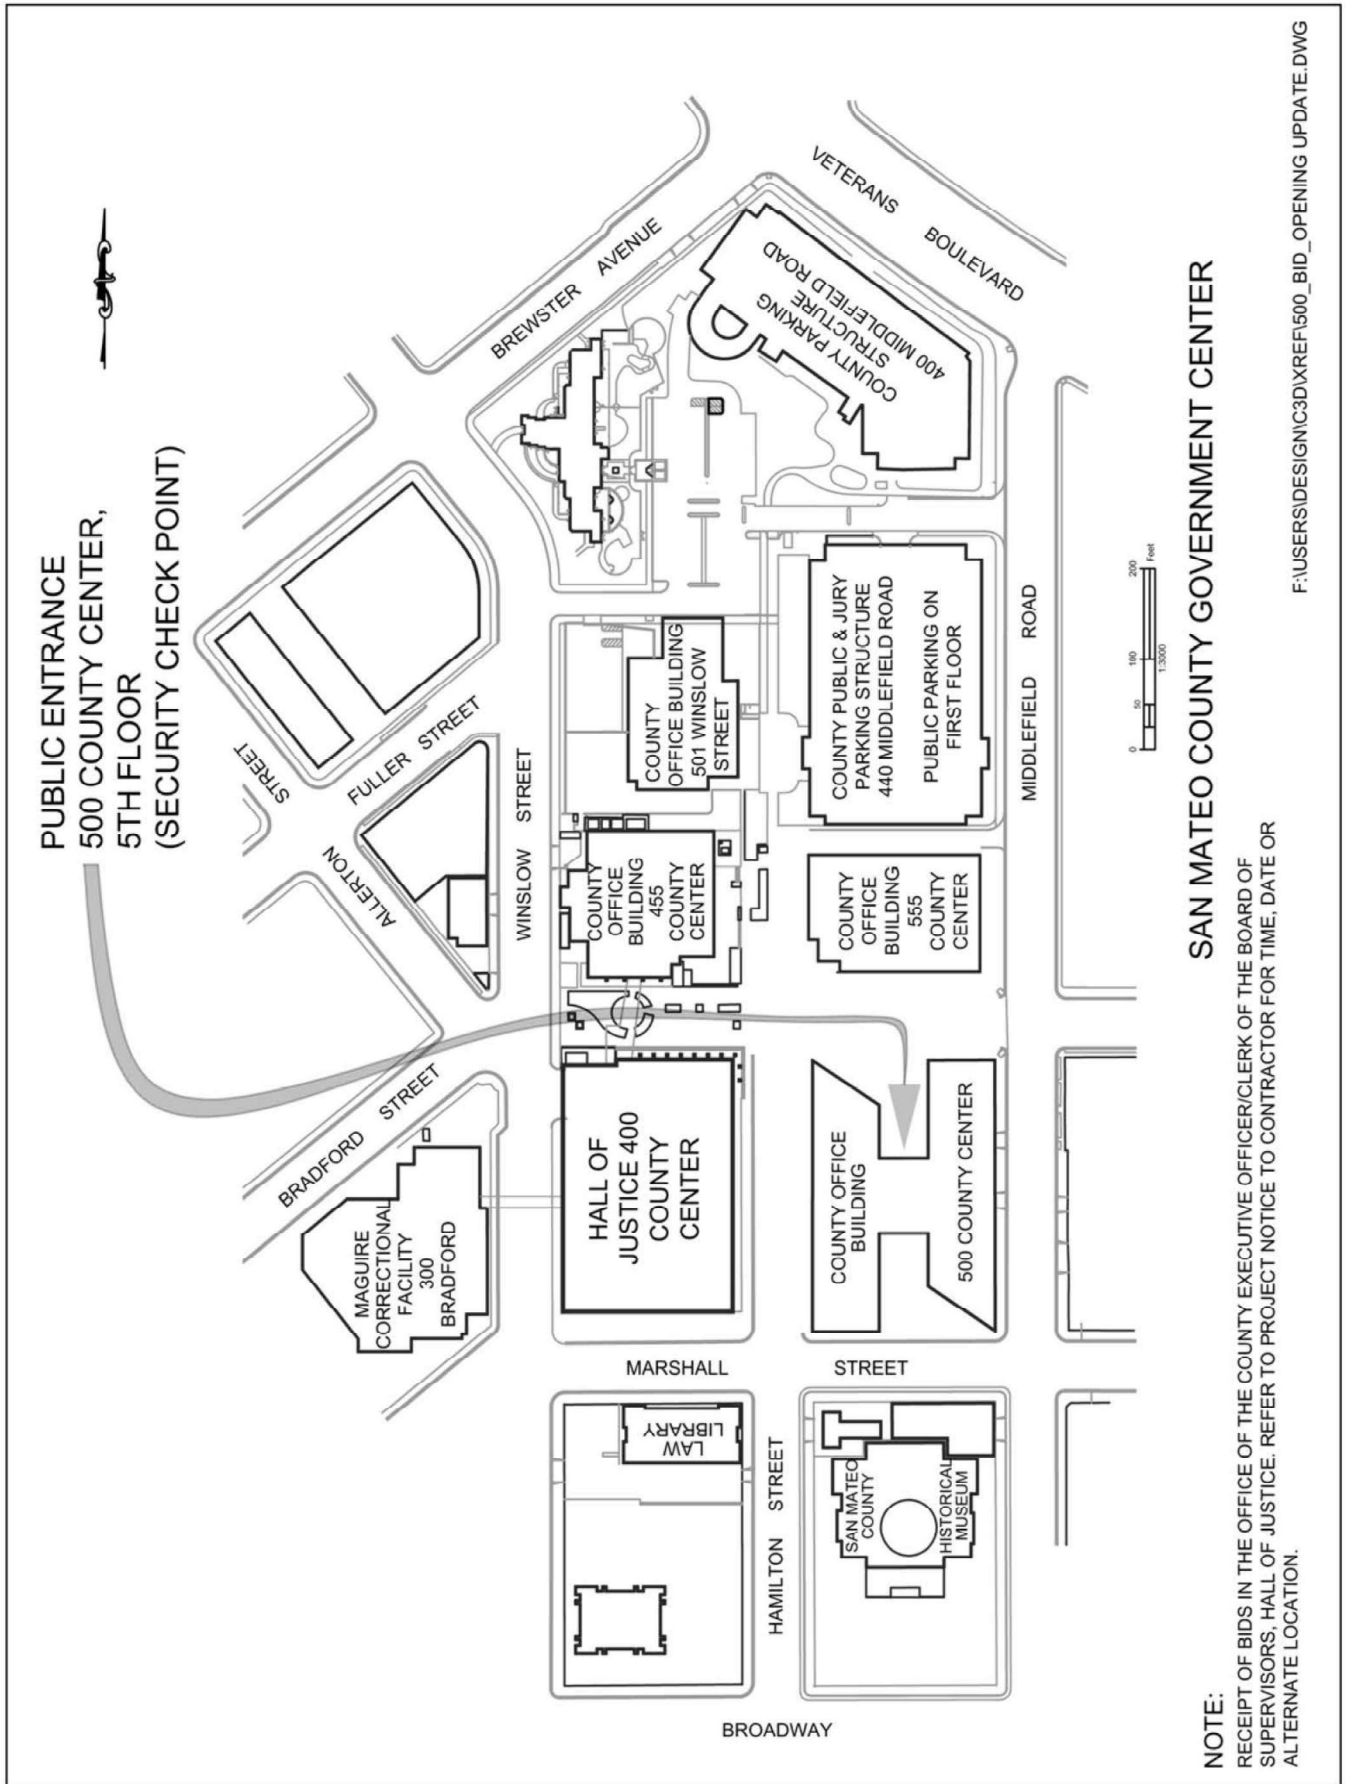 PUBLIC ENTRANCE
500 COUNTY CENTER,
5TH FLOOR
(SECURITY CHECK POINT)
BREWSTER AVENUE
VETERANS
BOULEVARD
COUNTY PARKING
STRUCTURE
400 MIDDLEFIELD ROAD
STREET
FULLER STREET
ALLERTON
WINSLOW STREET
COUNTY
OFFICE BUILDING
501 WINSLOW
STREET
COUNTY PUBLIC & JURY
PARKING STRUCTURE
440 MIDDLEFIELD ROAD
PUBLIC PARKING ON
FIRST FLOOR
MIDDLEFIELD ROAD
COUNTY
OFFICE
BUILDING
455
COUNTY
CENTER
COUNTY
OFFICE
BUILDING
555
COUNTY
CENTER
BRADFORD STREET
MAGUIRE
CORRECTIONAL
FACILITY
300
BRADFORD
HALL OF
JUSTICE 400
COUNTY
CENTER
COUNTY OFFICE
BUILDING
500 COUNTY CENTER
MARSHALL STREET
LAW
LIBRARY
HAMILTON STREET
SAN MATEO
COUNTY
HISTORICAL
MUSEUM
BROADWAY
0 50 100 200
Feet
1:3000
SAN MATEO COUNTY GOVERNMENT CENTER
NOTE:
RECEIPT OF BIDS IN THE OFFICE OF THE COUNTY EXECUTIVE OFFICER/CLERK OF THE BOARD OF
SUPERVISORS, HALL OF JUSTICE. REFER TO PROJECT NOTICE TO CONTRACTOR FOR TIME, DATE OR
ALTERNATE LOCATION.
F:\USERS\DESIGN\C3D\XREF\500_BID_OPENING UPDATE.DWG